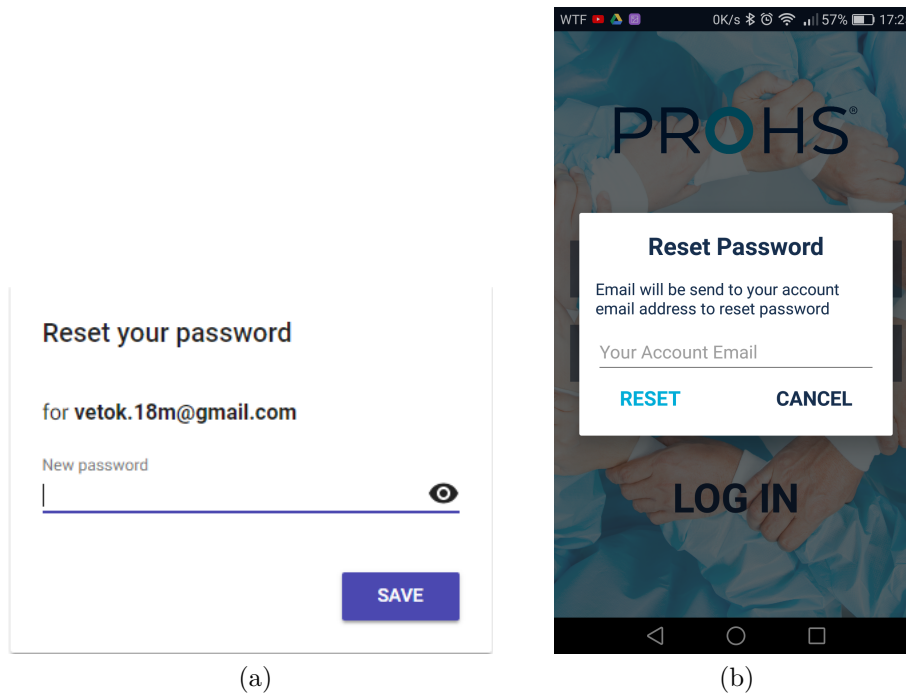 Reset your password
for vetok.18m@gmail.com
New password
SAVE
(a)
WTF 0K/s 57% 17:2
PROHS®
Reset Password
Email will be send to your account
email address to reset password
Your Account Email
RESET CANCEL
LOG IN
(b)